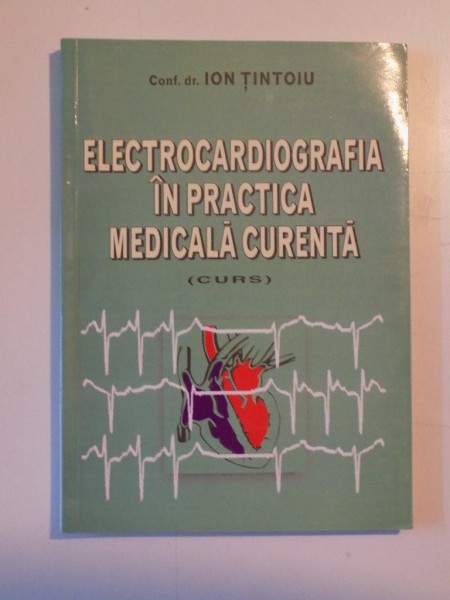 Conf. dr. ION ȚINTOIU
ELECTROCARDIOGRAFIA
ÎN PRACTICA
MEDICALĂ CURENTĂ
(CURS)